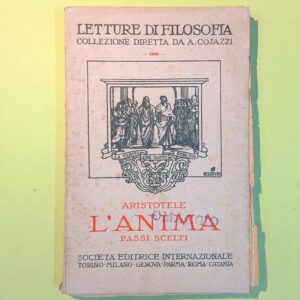 LETTURE DI FILOSOFIA
COLLEZIONE DIRETTA DA A. COJAZZI
ARISTOTELE
L'ANIMA
OMAGGIO
PASSI SCELTI
SOCIETÀ EDITRICE INTERNAZIONALE
TORINO-MILANO-GENOVA-PARMA-ROMA-CATANIA